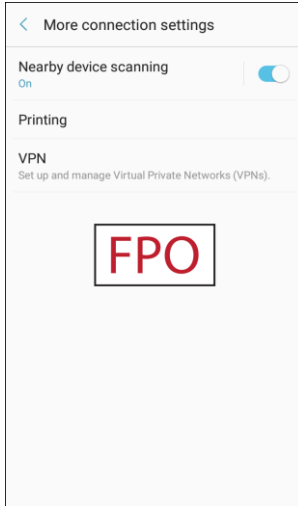 More connection settings
Nearby device scanning
On
Printing
VPN
Set up and manage Virtual Private Networks (VPNs).
FPO